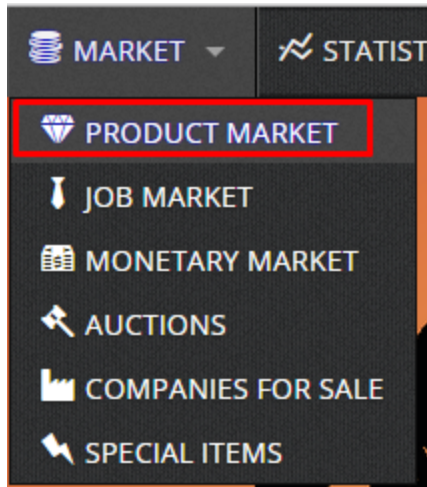 MARKET
STATIST
PRODUCT MARKET
JOB MARKET
MONETARY MARKET
AUCTIONS
COMPANIES FOR SALE
SPECIAL ITEMS